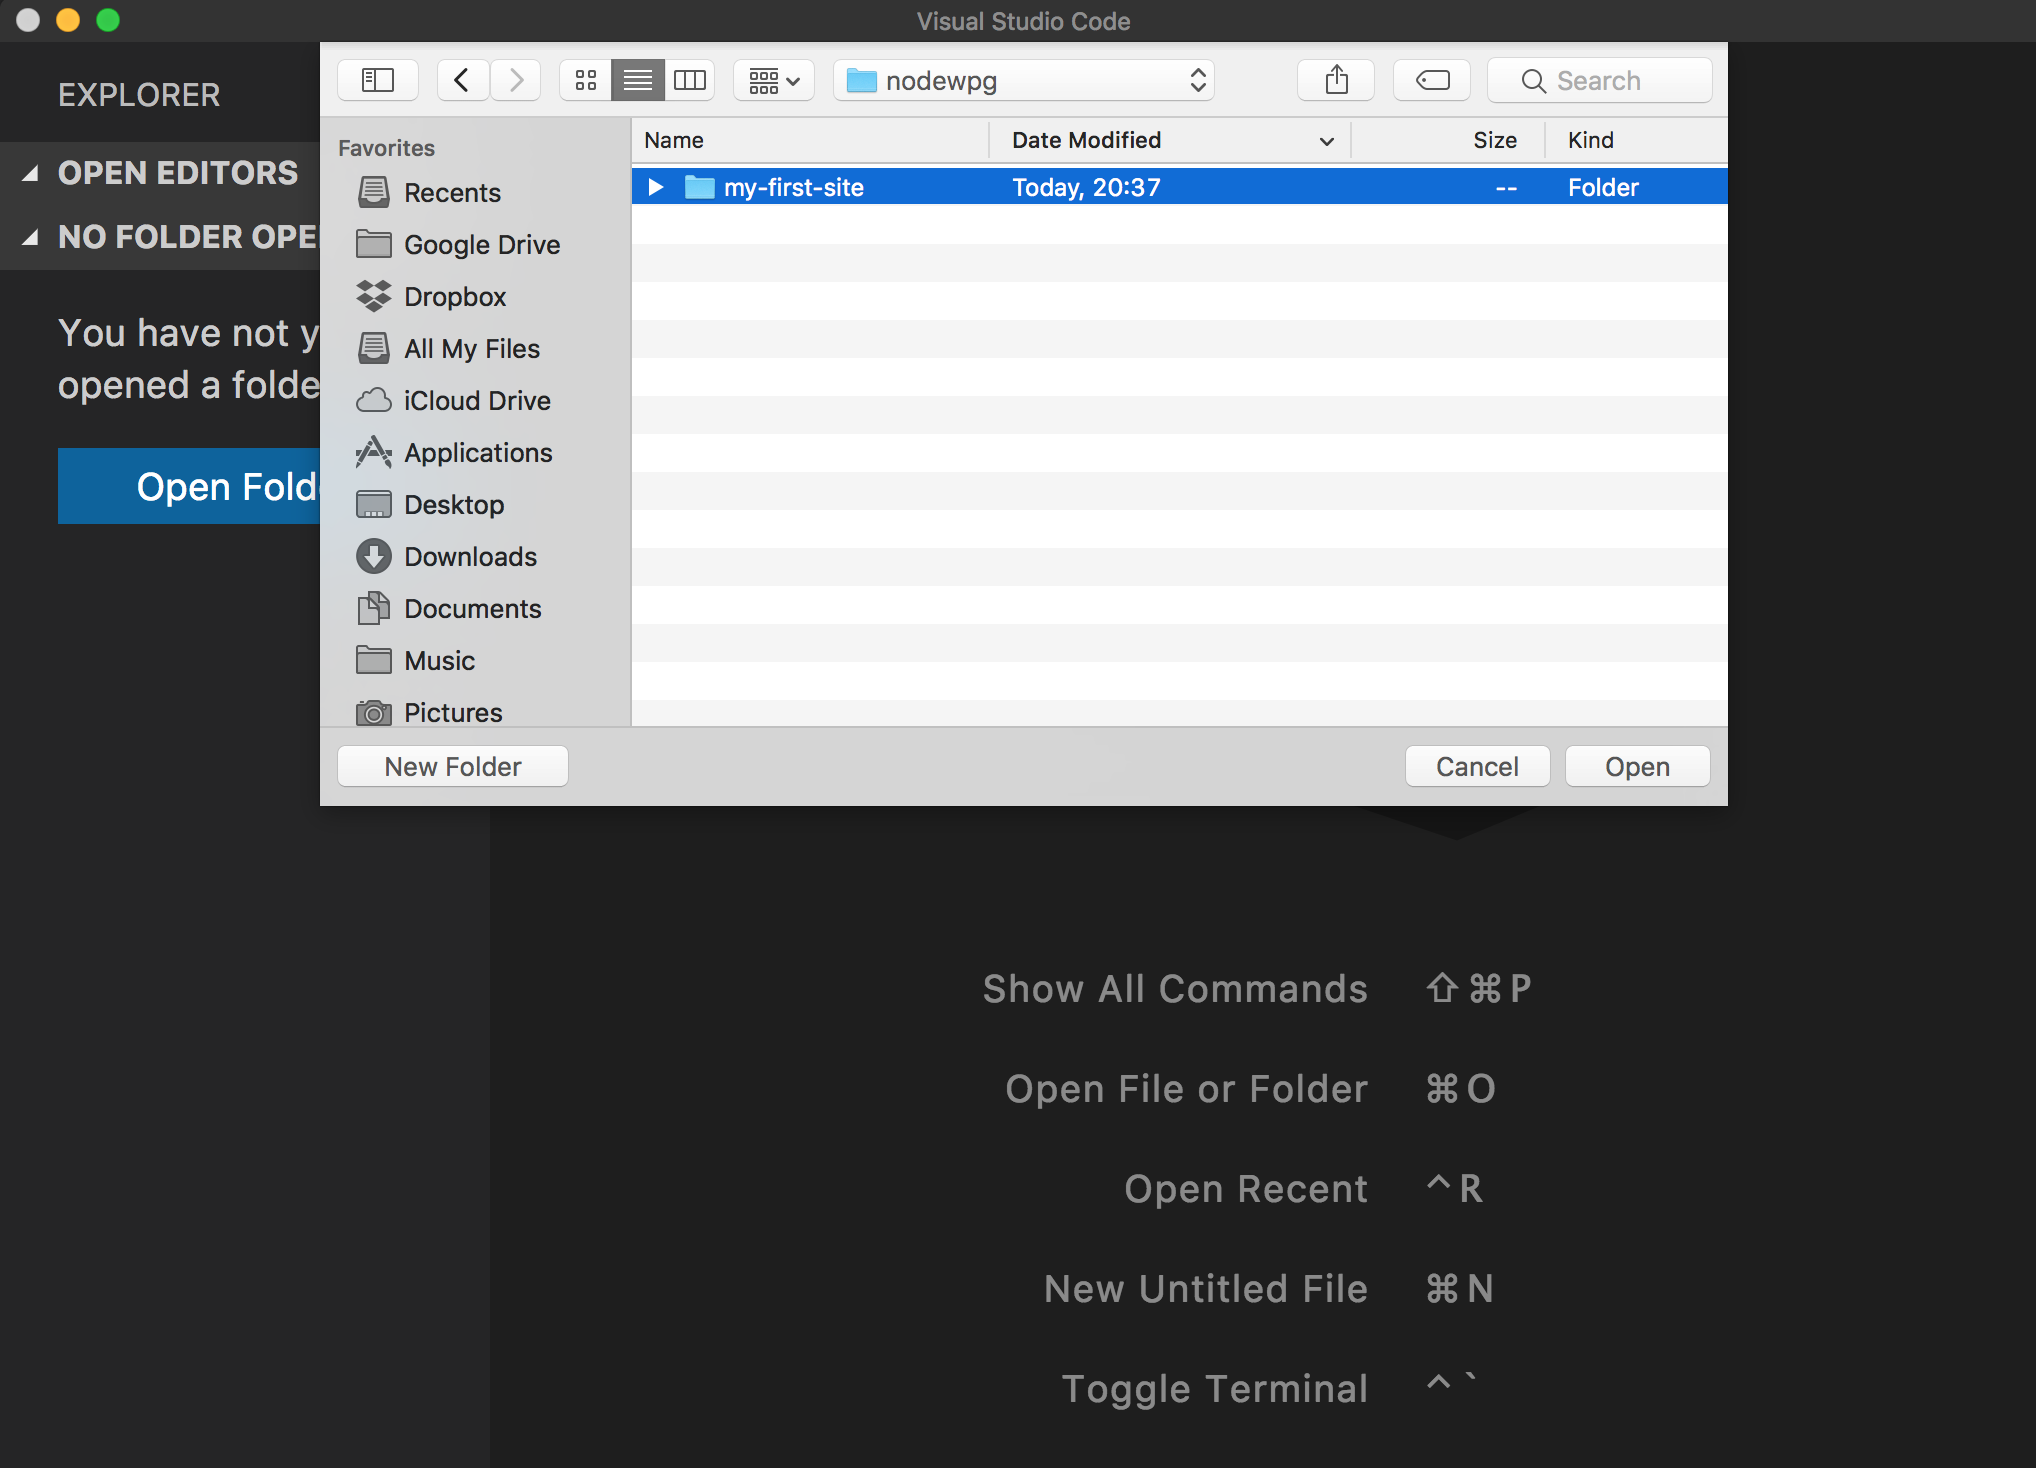 Visual Studio Code
EXPLORER
OPEN EDITORS
NO FOLDER OPE
You have not y
opened a folde
Open Fold
nodewpg
Search
Favorites
Recents
Google Drive
Dropbox
All My Files
iCloud Drive
Applications
Desktop
Downloads
Documents
Music
Pictures
Name Date Modified Size Kind
my-first-site Today, 20:37 -- Folder
New Folder Cancel Open
Show All Commands ⇧⌘P
Open File or Folder ⌘O
Open Recent ^R
New Untitled File ⌘N
Toggle Terminal ^`